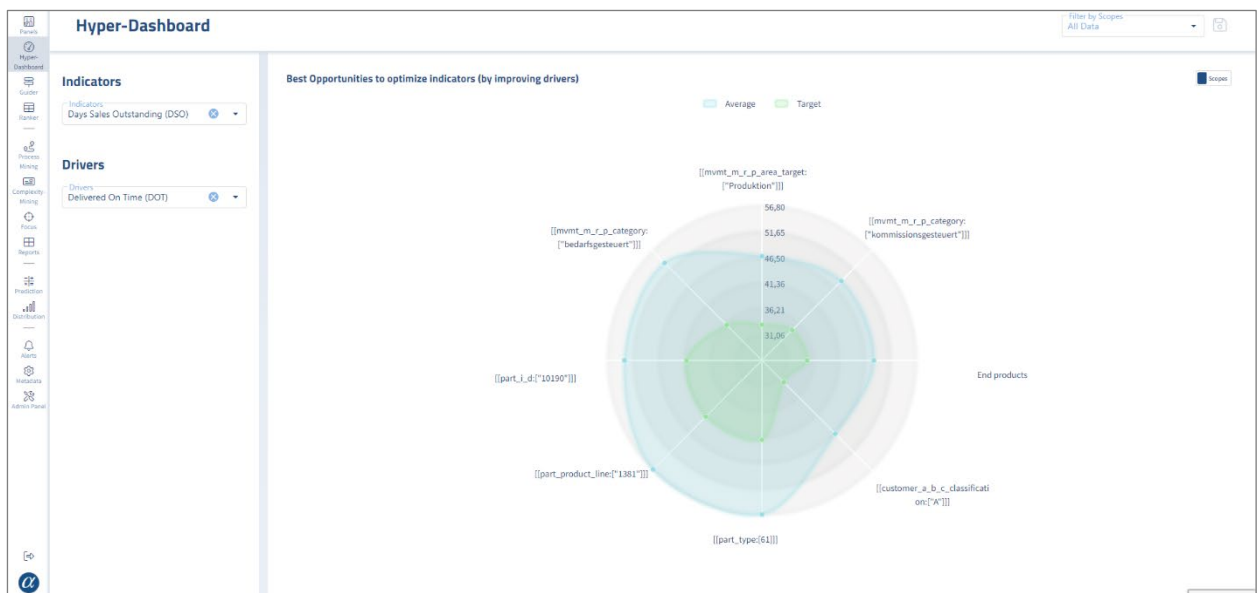 Panels
Hyper-Dashboard
Filter by Scopes
All Data
Hyper-
Dashboard
Guider
Ranker
Process
Mining
Complexity-
Mining
Focus
Reports
Prediction
Distribution
Alerts
Metadata
Admin Panel
α
Indicators
Indicators
Days Sales Outstanding (DSO)
Drivers
Drivers
Delivered On Time (DOT)
Best Opportunities to optimize indicators (by improving drivers)
Scopes
Average
Target
[[mvmt_m_r_p_area_target:
["Produktion"]]]
56,80
51,65
46,50
41,36
36,21
31,06
[[mvmt_m_r_p_category:
["kommissionsgesteuert"]]]
End products
[[customer_a_b_c_classificati
on:["A"]]]
[[part_type:[61]]]
[[part_product_line:["1381"]]]
[[part_i_d:["10190"]]]
[[mvmt_m_r_p_category:
["bedarfsgesteuert"]]]